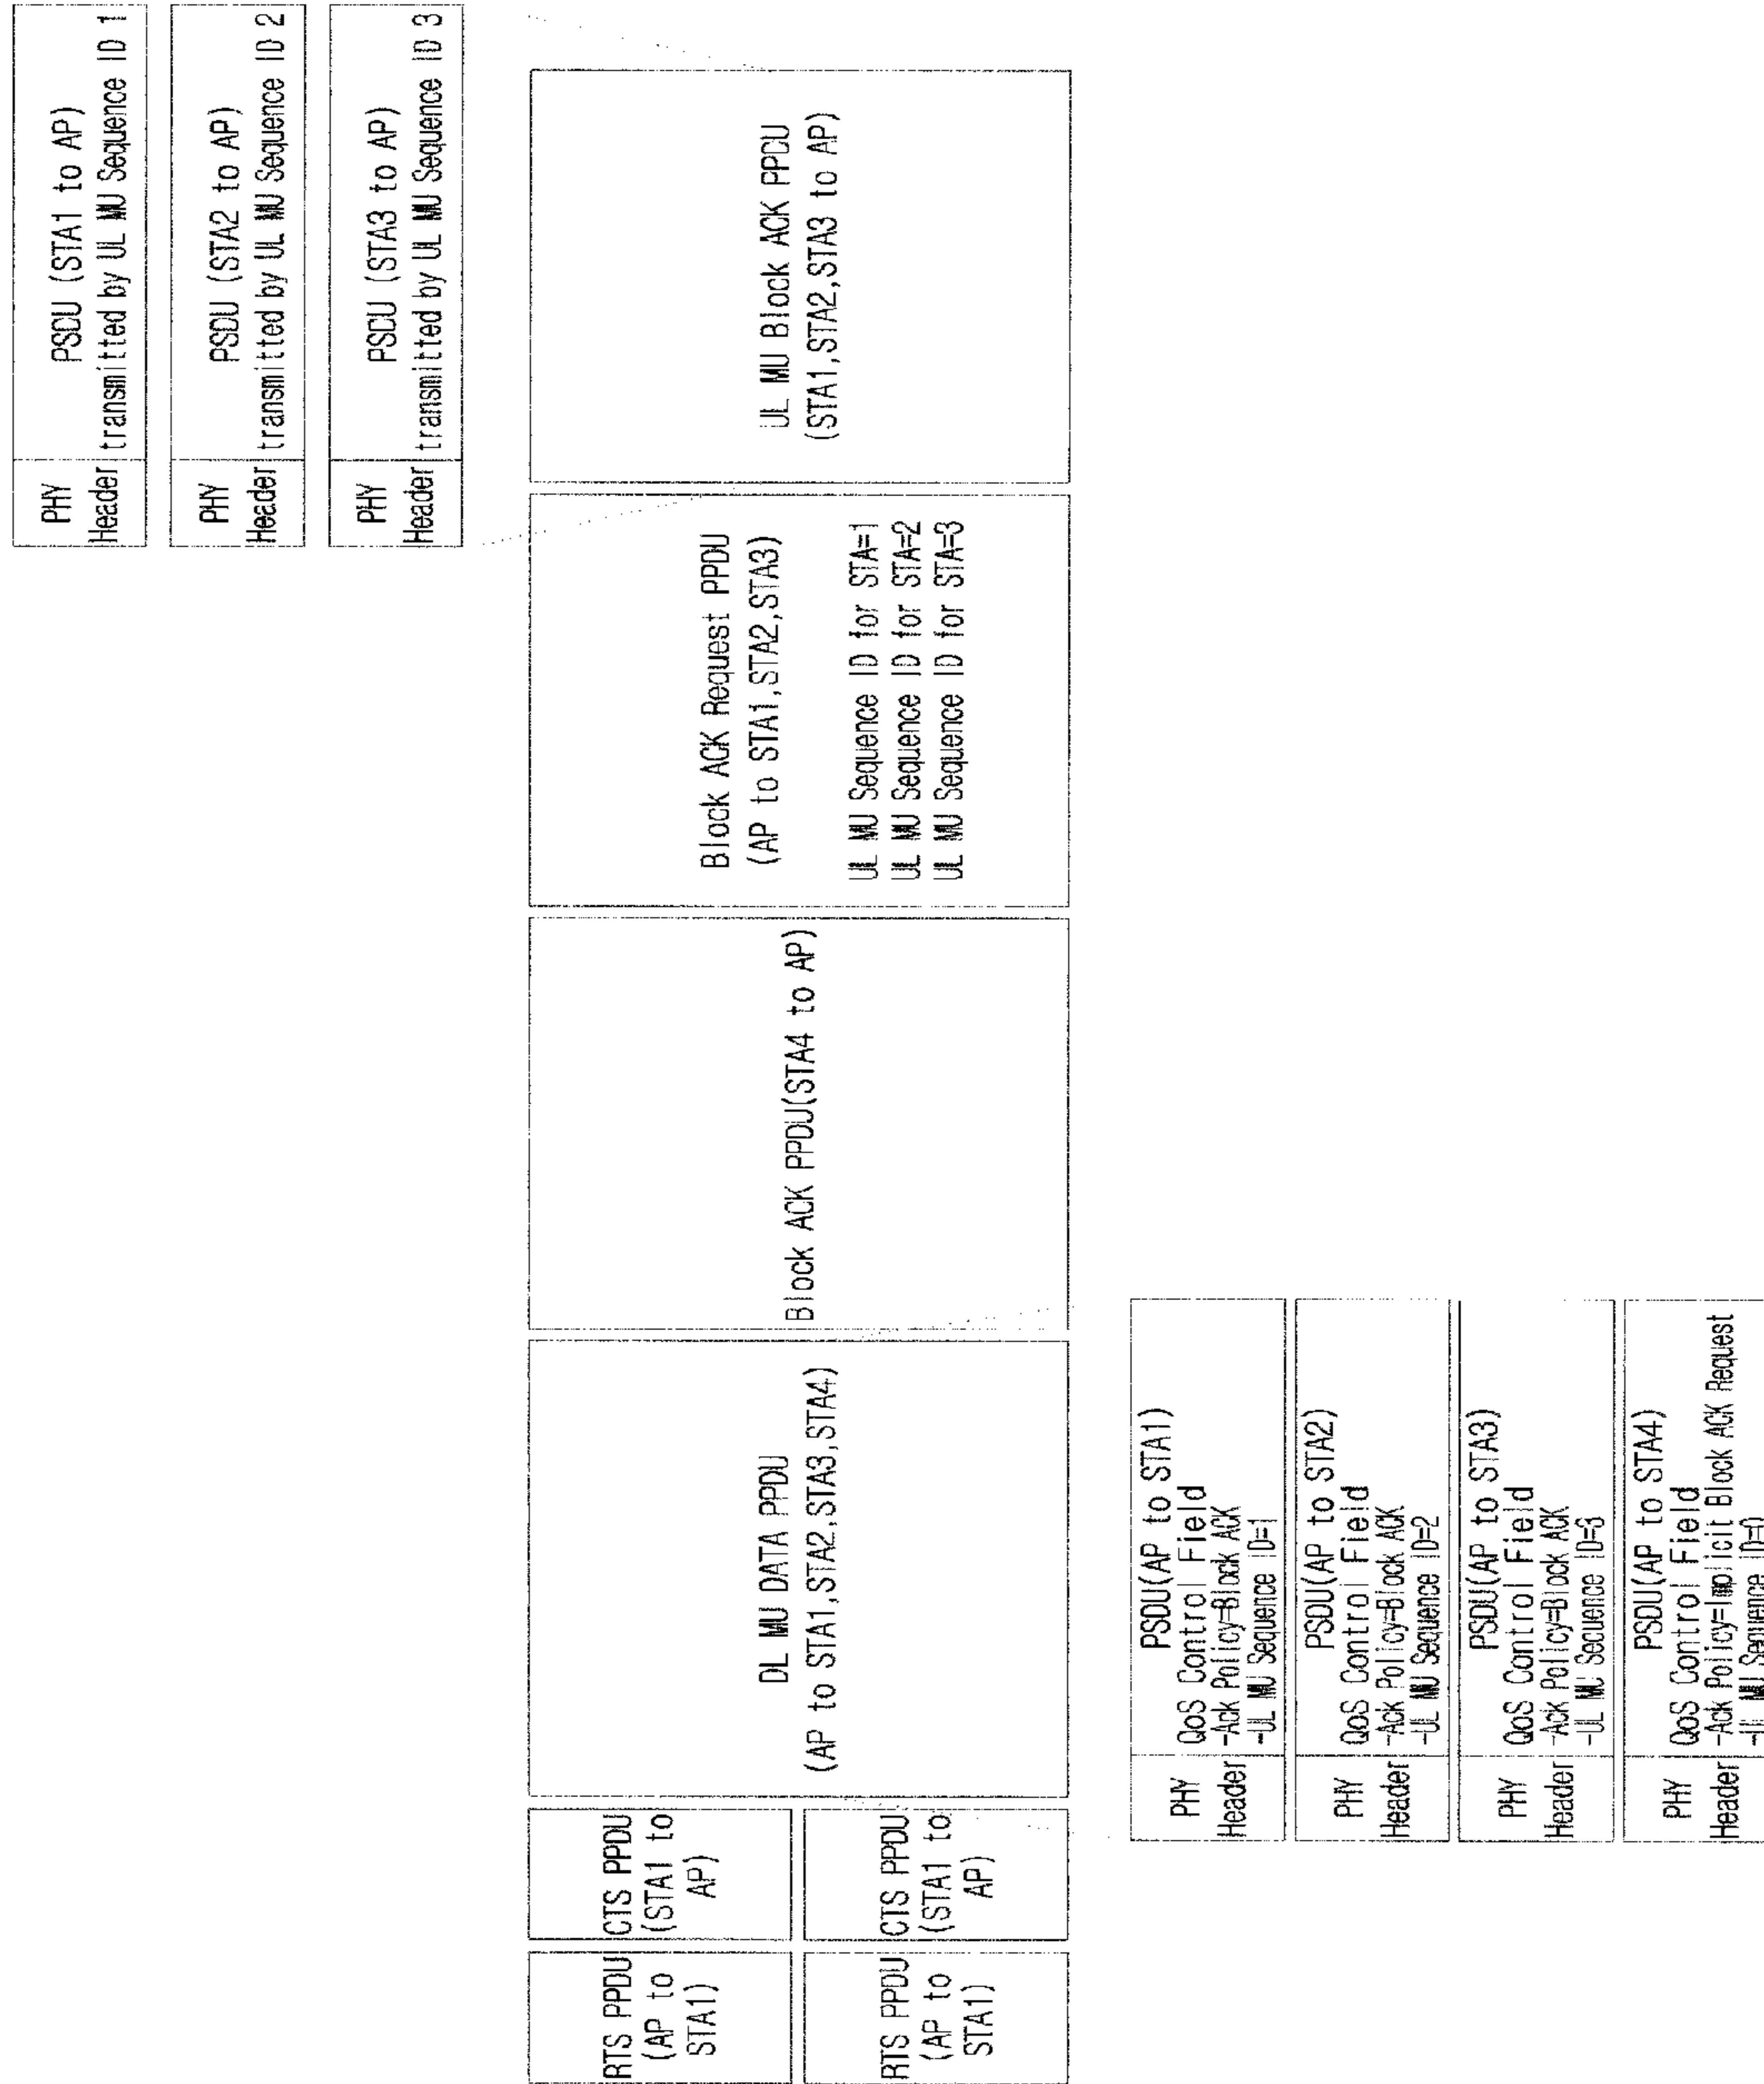 PHY
Header
PSDU (STA1 to AP)
transmitted by UL MU Sequence ID 1
PHY
Header
PSDU (STA2 to AP)
transmitted by UL MU Sequence ID 2
PHY
Header
PSDU (STA3 to AP)
transmitted by UL MU Sequence ID 3
RTS PPDU
(AP to
STA1)
CTS PPDU
(STA1 to
AP)
RTS PPDU
(AP to
STA1)
CTS PPDU
(STA1 to
AP)
DL MU DATA PPDU
(AP to STA1,STA2,STA3,STA4)
Block ACK PPDU(STA4 to AP)
Block ACK Request PPDU
(AP to STA1,STA2,STA3)
UL MU Sequence ID for STA=1
UL MU Sequence ID for STA=2
UL MU Sequence ID for STA=3
UL MU Block ACK PPDU
(STA1,STA2,STA3 to AP)
PHY
Header
PSDU(AP to STA1)
QoS Control Field
-Ack Policy=Block ACK
-UL MU Sequence ID=1
PHY
Header
PSDU(AP to STA2)
QoS Control Field
-Ack Policy=Block ACK
-UL MU Sequence ID=2
PHY
Header
PSDU(AP to STA3)
QoS Control Field
-Ack Policy=Block ACK
-UL MU Sequence ID=3
PHY
Header
PSDU(AP to STA4)
QoS Control Field
-Ack Policy=Implicit Block ACK Request
-UL MU Sequence ID=0